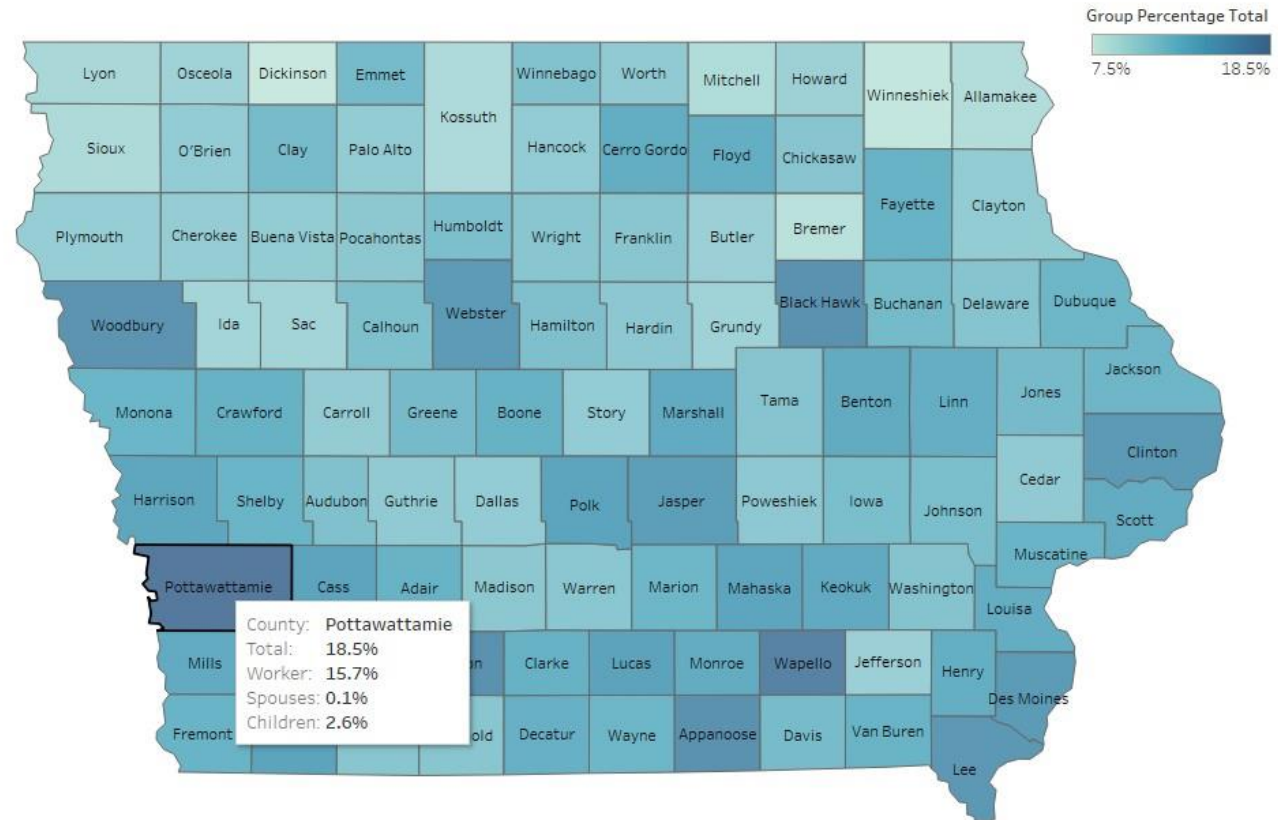 Group Percentage Total
7.5% 18.5%
Lyon Osceola Dickinson Emmet Kossuth Winnebago Worth Mitchell Howard Winneshiek Allamakee
Sioux O'Brien Clay Palo Alto Hancock Cerro Gordo Floyd Chickasaw
Plymouth Cherokee Buena Vista Pocahontas Humboldt Wright Franklin Butler Bremer Fayette Clayton
Woodbury Ida Sac Calhoun Webster Hamilton Hardin Grundy Black Hawk Buchanan Delaware Dubuque
Monona Crawford Carroll Greene Boone Story Marshall Tama Benton Linn Jones Jackson
Harrison Shelby Audubon Guthrie Dallas Polk Jasper Poweshiek Iowa Johnson Cedar Clinton
Scott
Pottawattamie Cass Adair Madison Warren Marion Mahaska Keokuk Washington Muscatine
Louisa
County: Pottawattamie
Total: 18.5%
Worker: 15.7%
Spouses: 0.1%
Children: 2.6%
Mills Clarke Lucas Monroe Wapello Jefferson Henry Des Moines
Fremont old Decatur Wayne Appanoose Davis Van Buren Lee